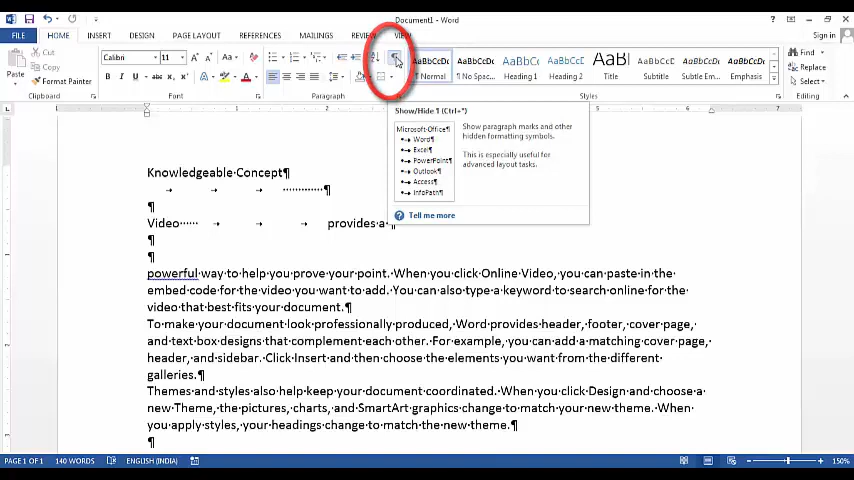 Document1 - Word
Sign in
FILE HOME INSERT DESIGN PAGE LAYOUT REFERENCES MAILINGS REVIEW VIEW
Paste
Cut
Copy
Format Painter
Calibri 11
Aa
B I U abc x₂ x²
AaBbCcDc AaBbCcDc AaBbCc AaBbCc AaBl AaBbCcD AaBbCcDc AaBbCcDc
Normal ¶ No Spac... Heading 1 Heading 2 Title Subtitle Subtle Em... Emphasis
Find
Replace
Select
Clipboard Font Paragraph Styles Editing
Show/Hide ¶ (Ctrl+*)
Microsoft·Office¶
Word¶
Excel¶
PowerPoint¶
Outlook¶
Access¶
InfoPath¶
Show paragraph marks and other
hidden formatting symbols.
This is especially useful for
advanced layout tasks.
Tell me more
Knowledgeable·Concept¶
→ → → ············¶
¶
Video······ → → → provides·a·¶
¶
¶
powerful·way·to·help·you·prove·your·point.·When·you·click·Online·Video,·you·can·paste·in·the·
embed·code·for·the·video·you·want·to·add.·You·can·also·type·a·keyword·to·search·online·for·the·
video·that·best·fits·your·document.¶
To·make·your·document·look·professionally·produced,·Word·provides·header,·footer,·cover·page,·
and·text·box·designs·that·complement·each·other.·For·example,·you·can·add·a·matching·cover·page,·
header,·and·sidebar.·Click·Insert·and·then·choose·the·elements·you·want·from·the·different·
galleries.¶
Themes·and·styles·also·help·keep·your·document·coordinated.·When·you·click·Design·and·choose·a·
new·Theme,·the·pictures,·charts,·and·SmartArt·graphics·change·to·match·your·new·theme.·When·
you·apply·styles,·your·headings·change·to·match·the·new·theme.¶
¶
PAGE 1 OF 1 140 WORDS ENGLISH (INDIA) 150%